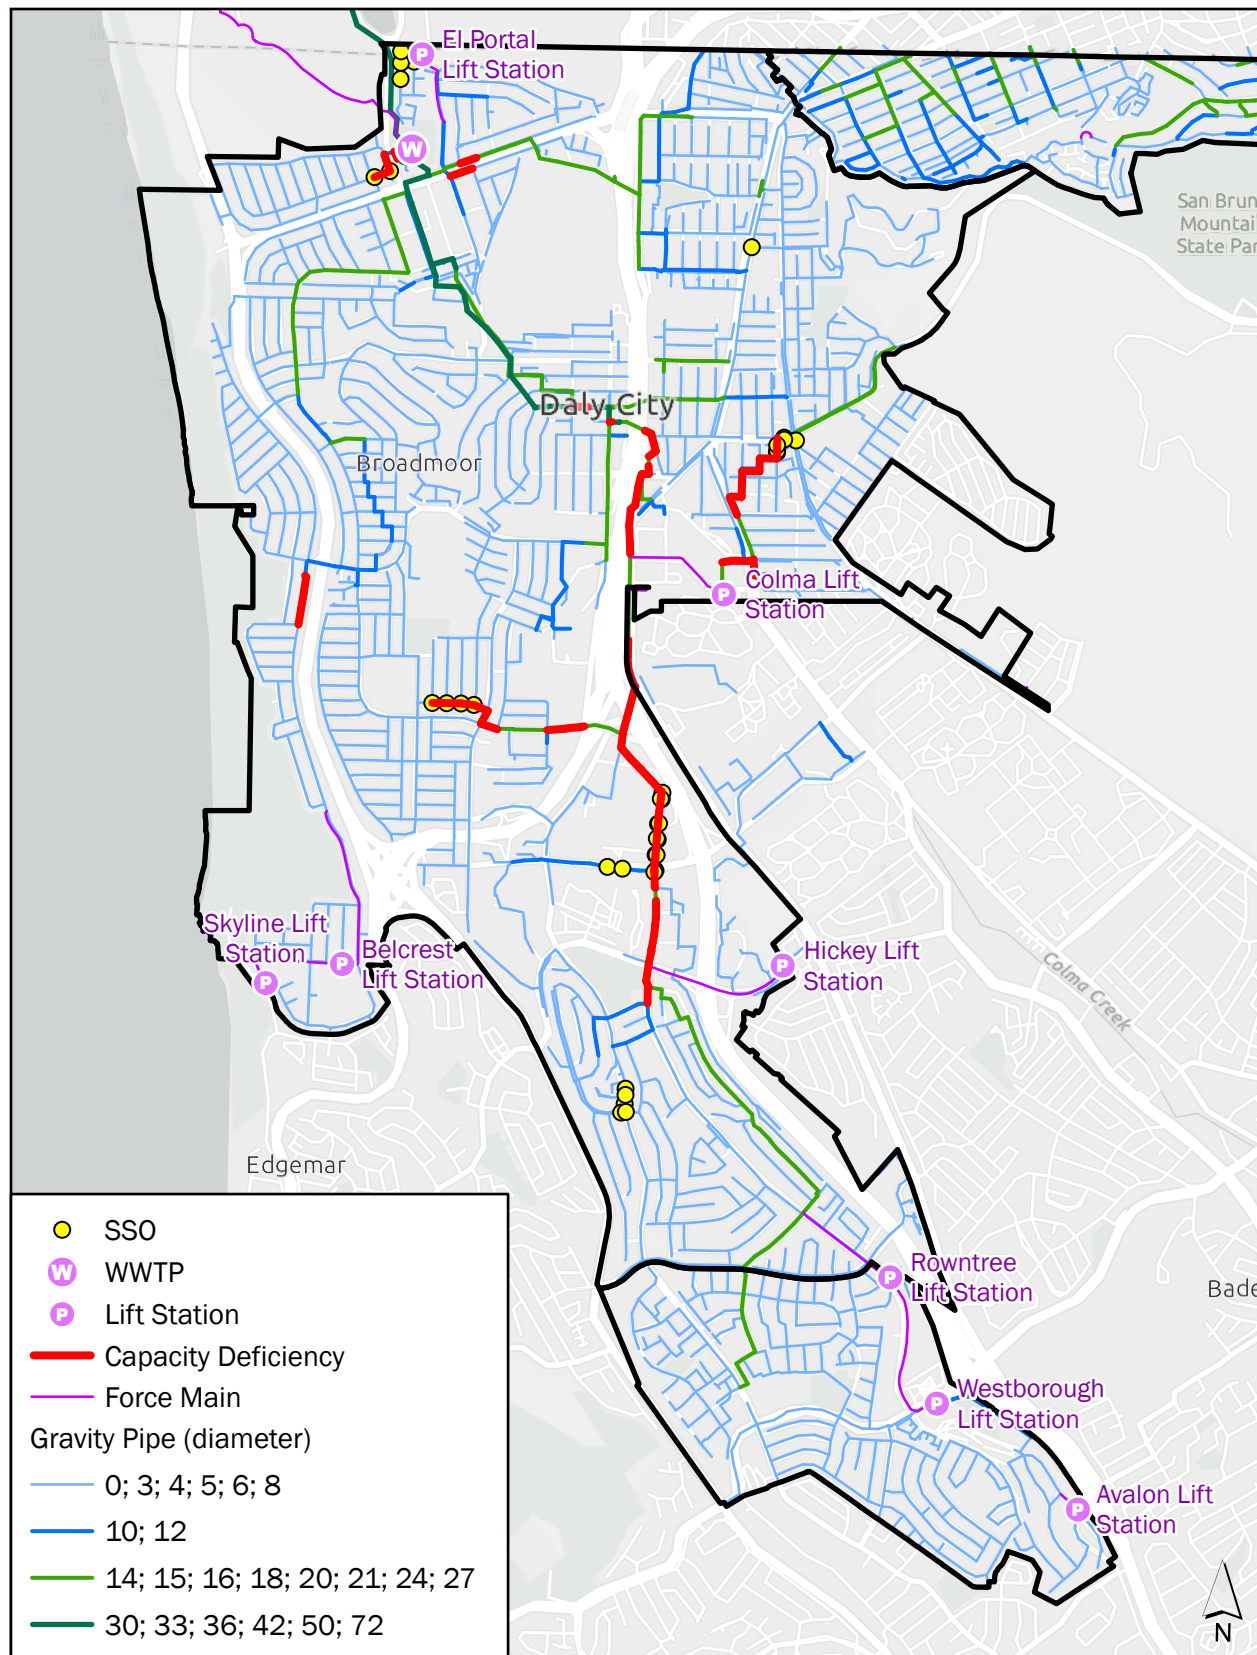 El Portal
Lift Station
W
San Brun
Mountai
State Par
Daly City
Broadmoor
Colma Lift
Station
P
Skyline Lift
Station
Belcrest
Lift Station
Hickey Lift
Station
Colma Creek
Edgemar
SSO
W WWTP
P Lift Station
Capacity Deficiency
Force Main
Gravity Pipe (diameter)
0; 3; 4; 5; 6; 8
10; 12
14; 15; 16; 18; 20; 21; 24; 27
30; 33; 36; 42; 50; 72
Rowntree
Lift Station
Bade
Westborough
Lift Station
Avalon Lift
Station
N